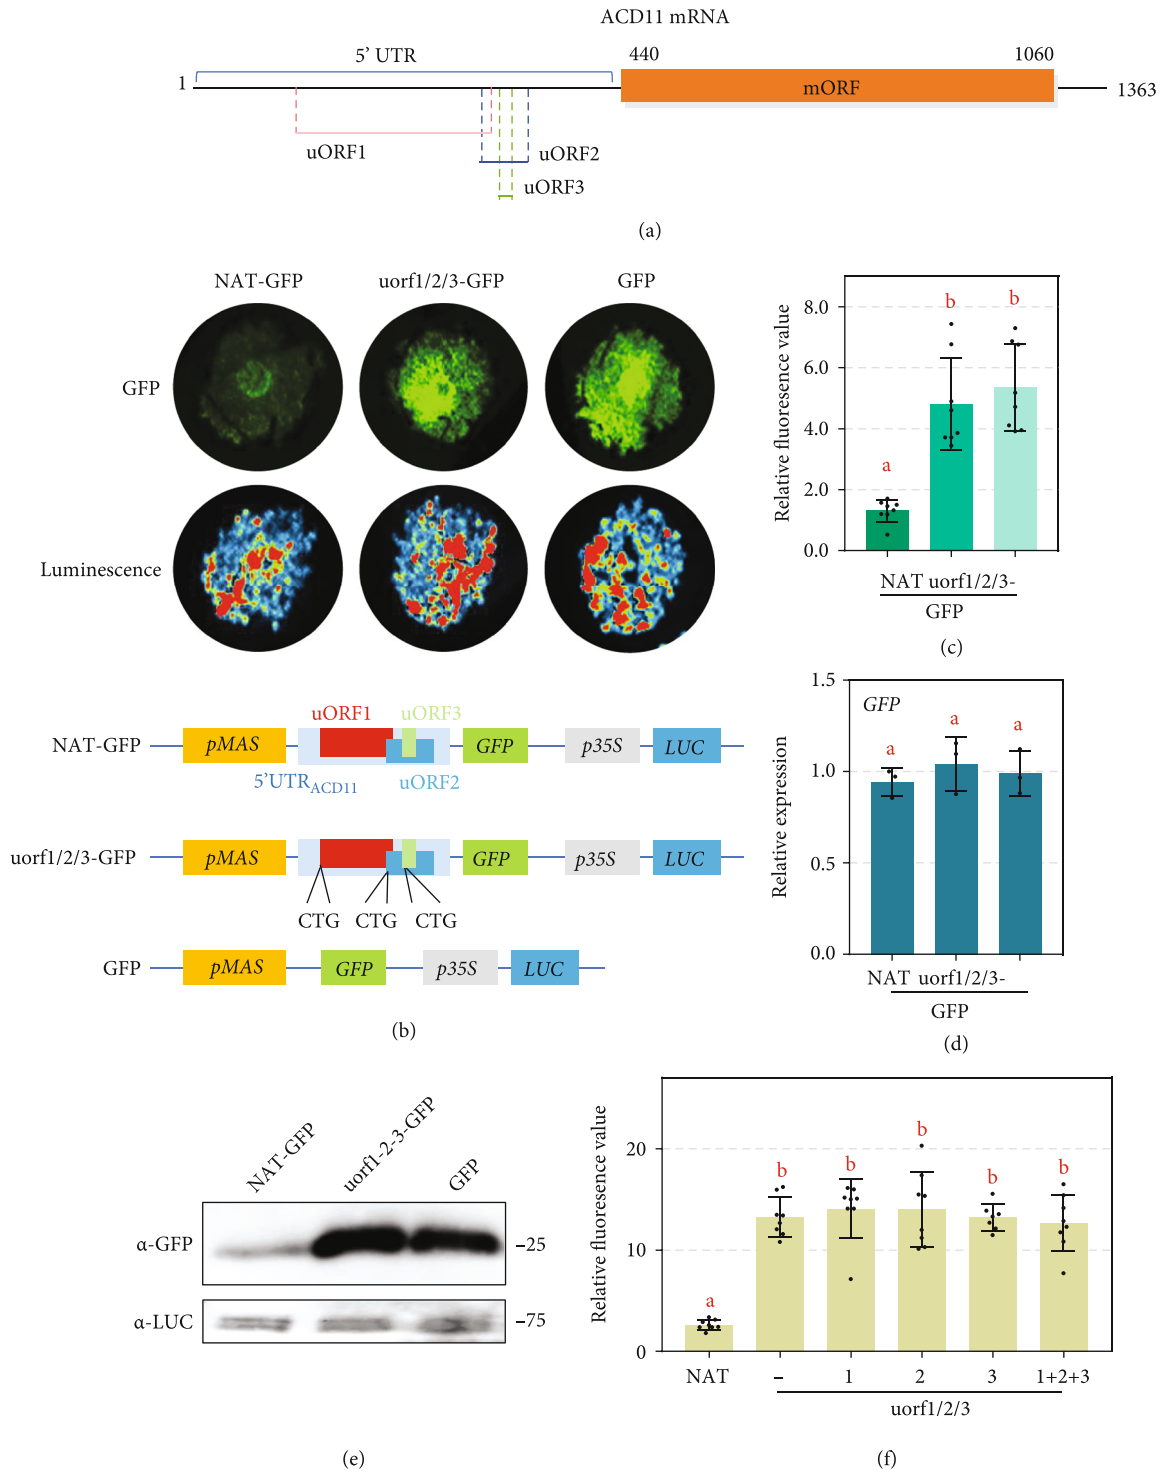 ACD11 mRNA
5' UTR
440
1060
1
mORF
1363
uORF1
uORF2
uORF3
(a)
NAT-GFP
uorf1/2/3-GFP
GFP
GFP
Luminescence
uORF1
uORF3
NAT-GFP
pMAS
GFP
p35S
LUC
5'UTRACD11
uORF2
uorf1/2/3-GFP
pMAS
GFP
p35S
LUC
CTG
CTG
CTG
GFP
pMAS
GFP
p35S
LUC
(b)
Relative fluoresence value
8.0
6.0
4.0
2.0
0.0
a
b
b
NAT uorf1/2/3-
GFP
(c)
Relative expression
1.5
1.0
0.5
0.0
GFP
a
a
a
NAT uorf1/2/3-
GFP
(d)
NAT-GFP
uorf1-2-3-GFP
GFP
α-GFP
–25
α-LUC
–75
(e)
Relative fluoresence value
20
10
0
a
b
b
b
b
b
NAT
–
1
2
3
1+2+3
uorf1/2/3
(f)